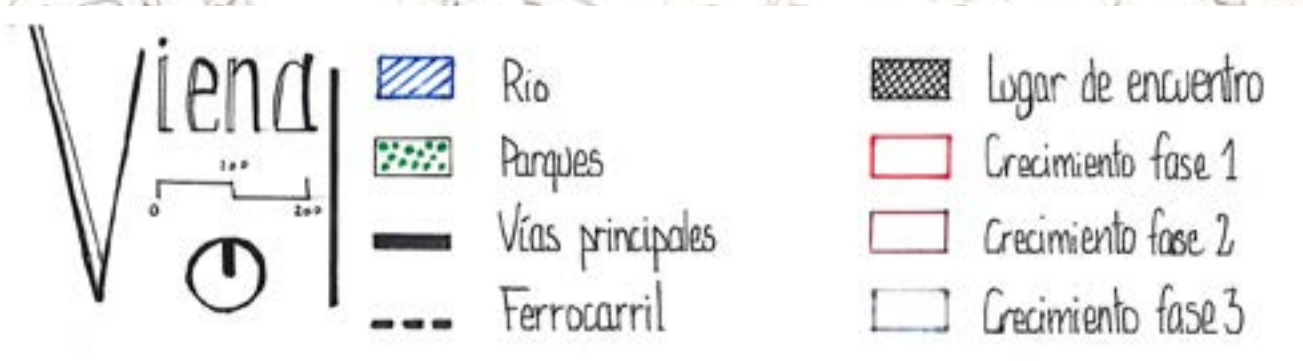 Viena
100
0 200
Río
Parques
Vías principales
Ferrocarril
Lugar de encuentro
Crecimiento fase 1
Crecimiento fase 2
Crecimiento fase 3